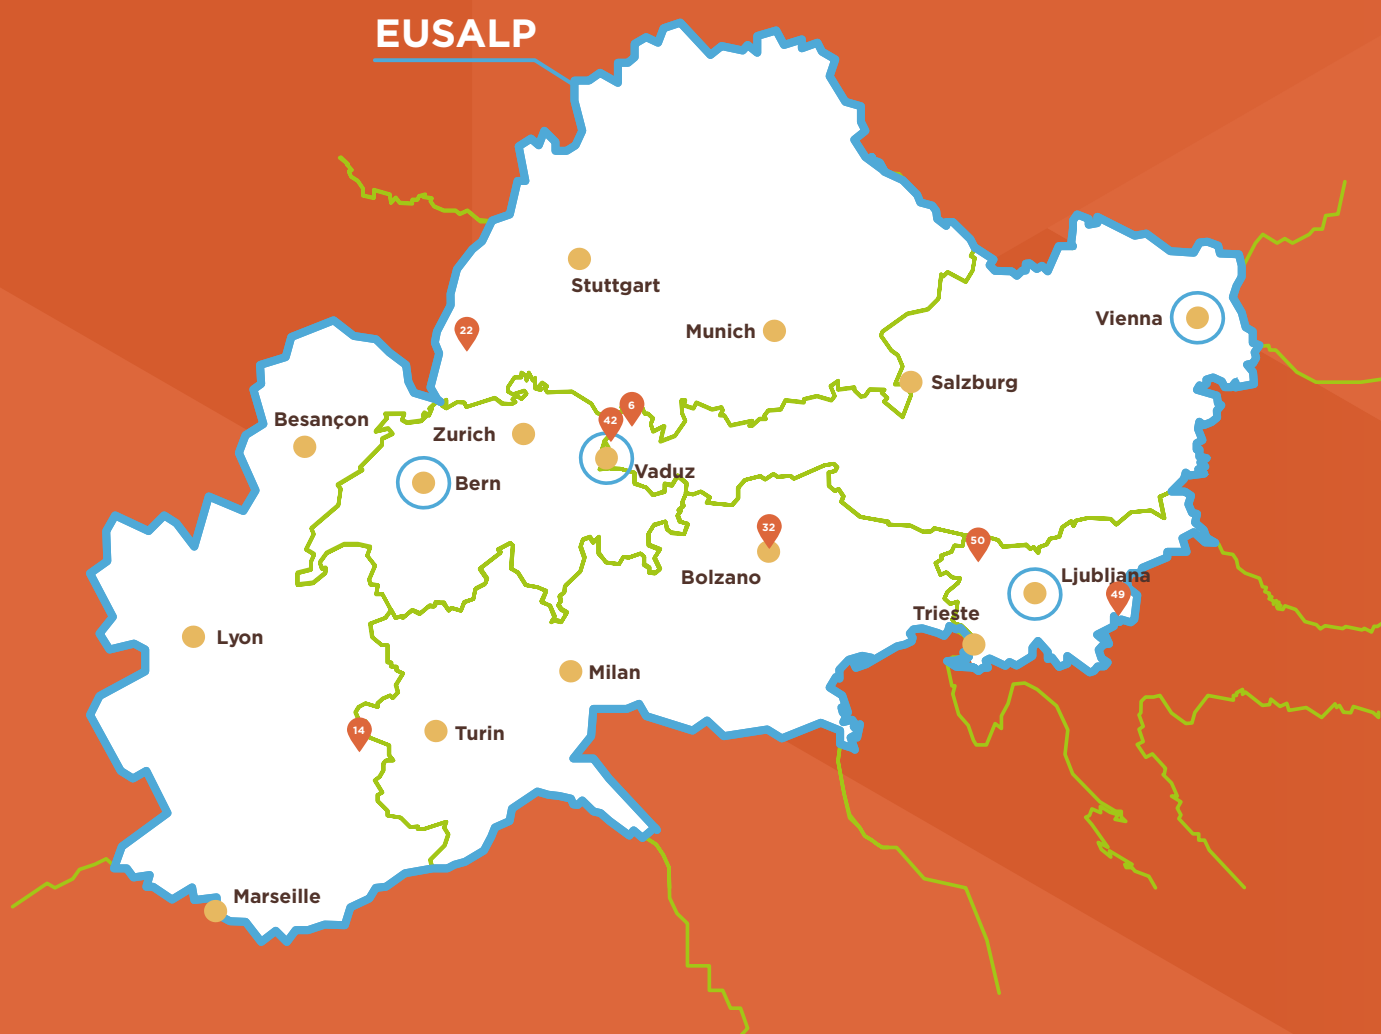 EUSALP
Stuttgart
Vienna
22
Munich
Salzburg
6
Besançon
42
Zurich
Vaduz
Bern
32
50
Bolzano
Ljubljana
49
Trieste
Lyon
Milan
14
Turin
Marseille